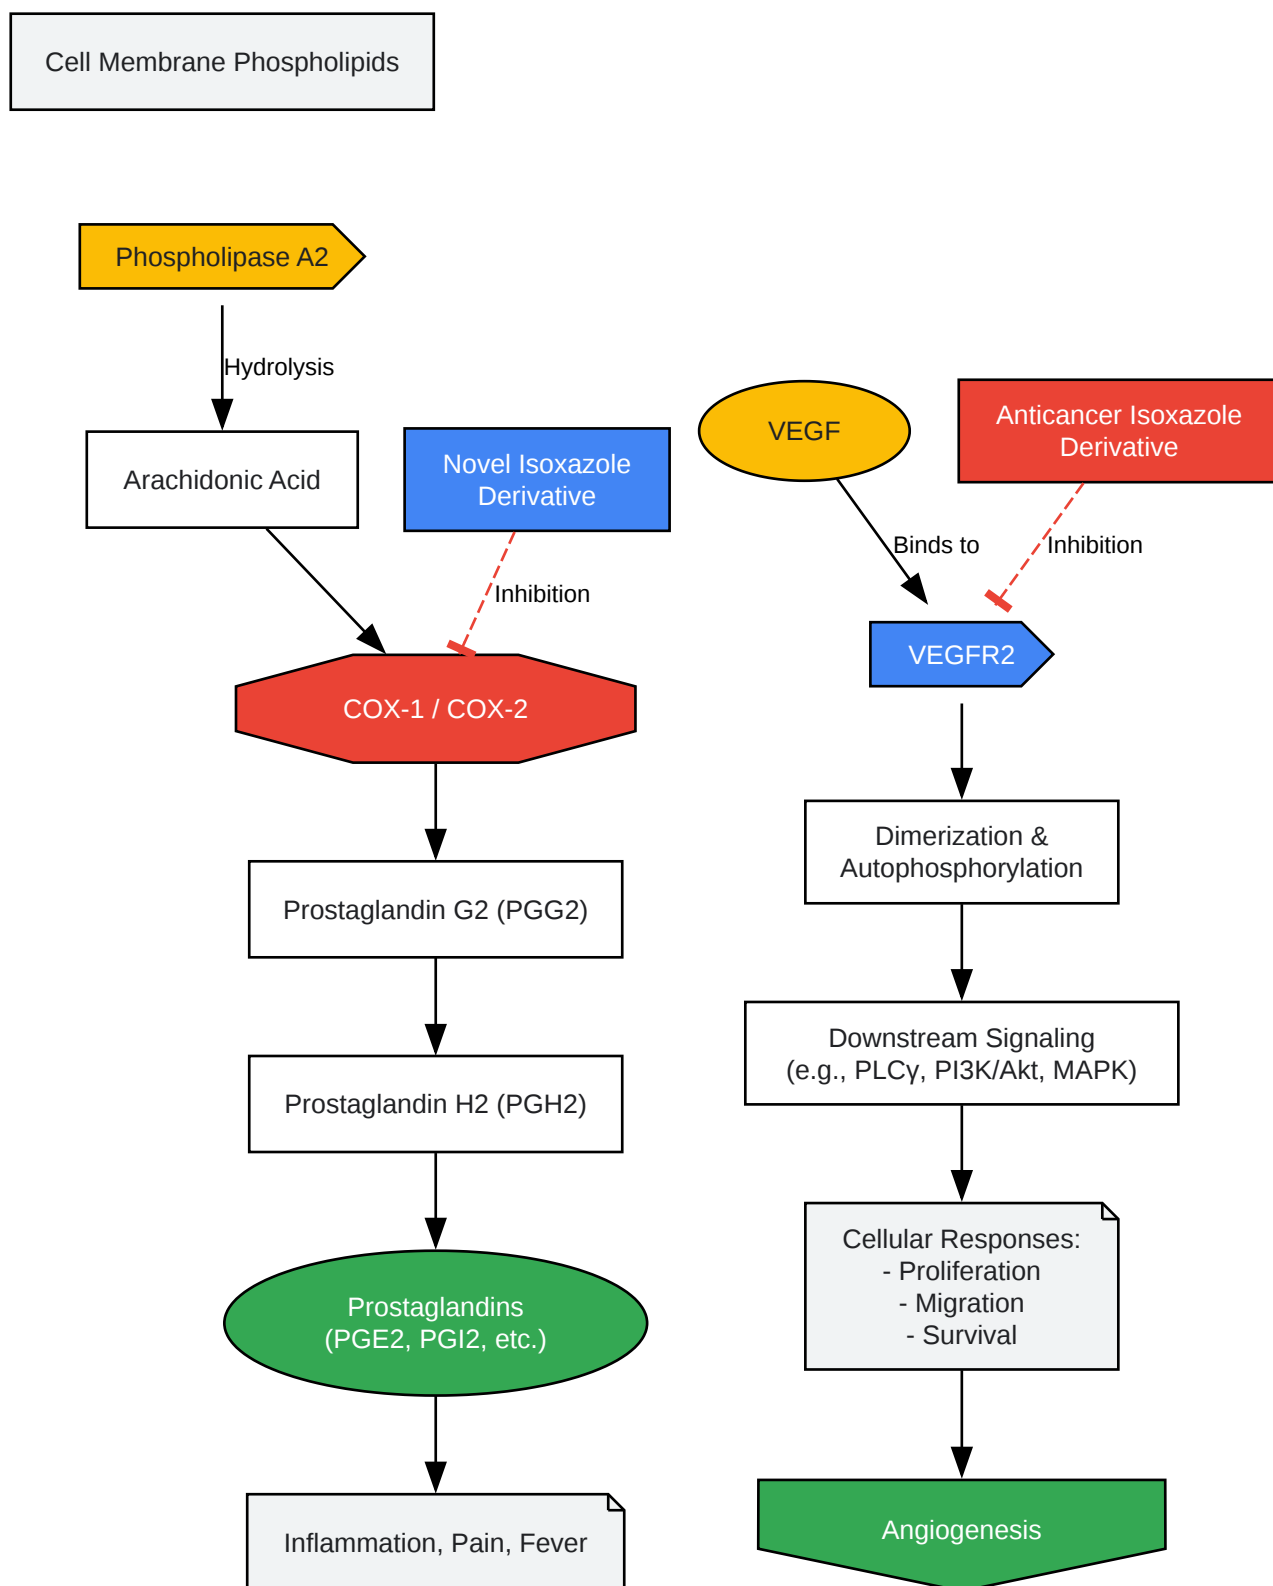 Cell Membrane Phospholipids
Phospholipase A2
Hydrolysis
Arachidonic Acid
Novel Isoxazole
Derivative
Inhibition
COX-1 / COX-2
Prostaglandin G2 (PGG2)
Prostaglandin H2 (PGH2)
Prostaglandins
(PGE2, PGI2, etc.)
Inflammation, Pain, Fever
VEGF
Anticancer Isoxazole
Derivative
Binds to
Inhibition
VEGFR2
Dimerization &
Autophosphorylation
Downstream Signaling
(e.g., PLCγ, PI3K/Akt, MAPK)
Cellular Responses:
- Proliferation
- Migration
- Survival
Angiogenesis